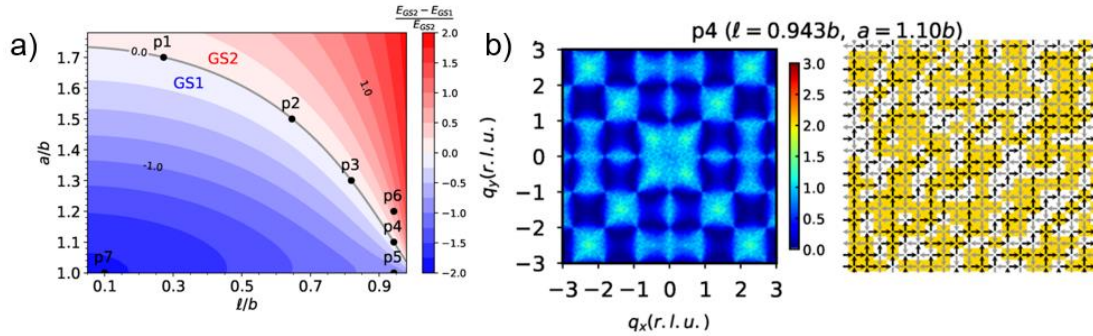 a)
E_GS2 − E_GS1
E_GS2
a/b
1.7
1.6
1.5
1.4
1.3
1.2
1.1
1.0
0.1
0.3
0.5
0.7
0.9
ℓ/b
0.0
p1
GS2
GS1
1.0
p2
-1.0
p3
p6
p4
p7
p5
2.0
1.5
1.0
0.5
0.0
−0.5
−1.0
−1.5
−2.0
b)
p4 (ℓ = 0.943b, a = 1.10b)
q_y(r. l. u.)
3
2
1
0
−1
−2
−3
−3 −2 −1 0 1 2 3
q_x(r. l. u.)
3.0
2.5
2.0
1.5
1.0
0.5
0.0